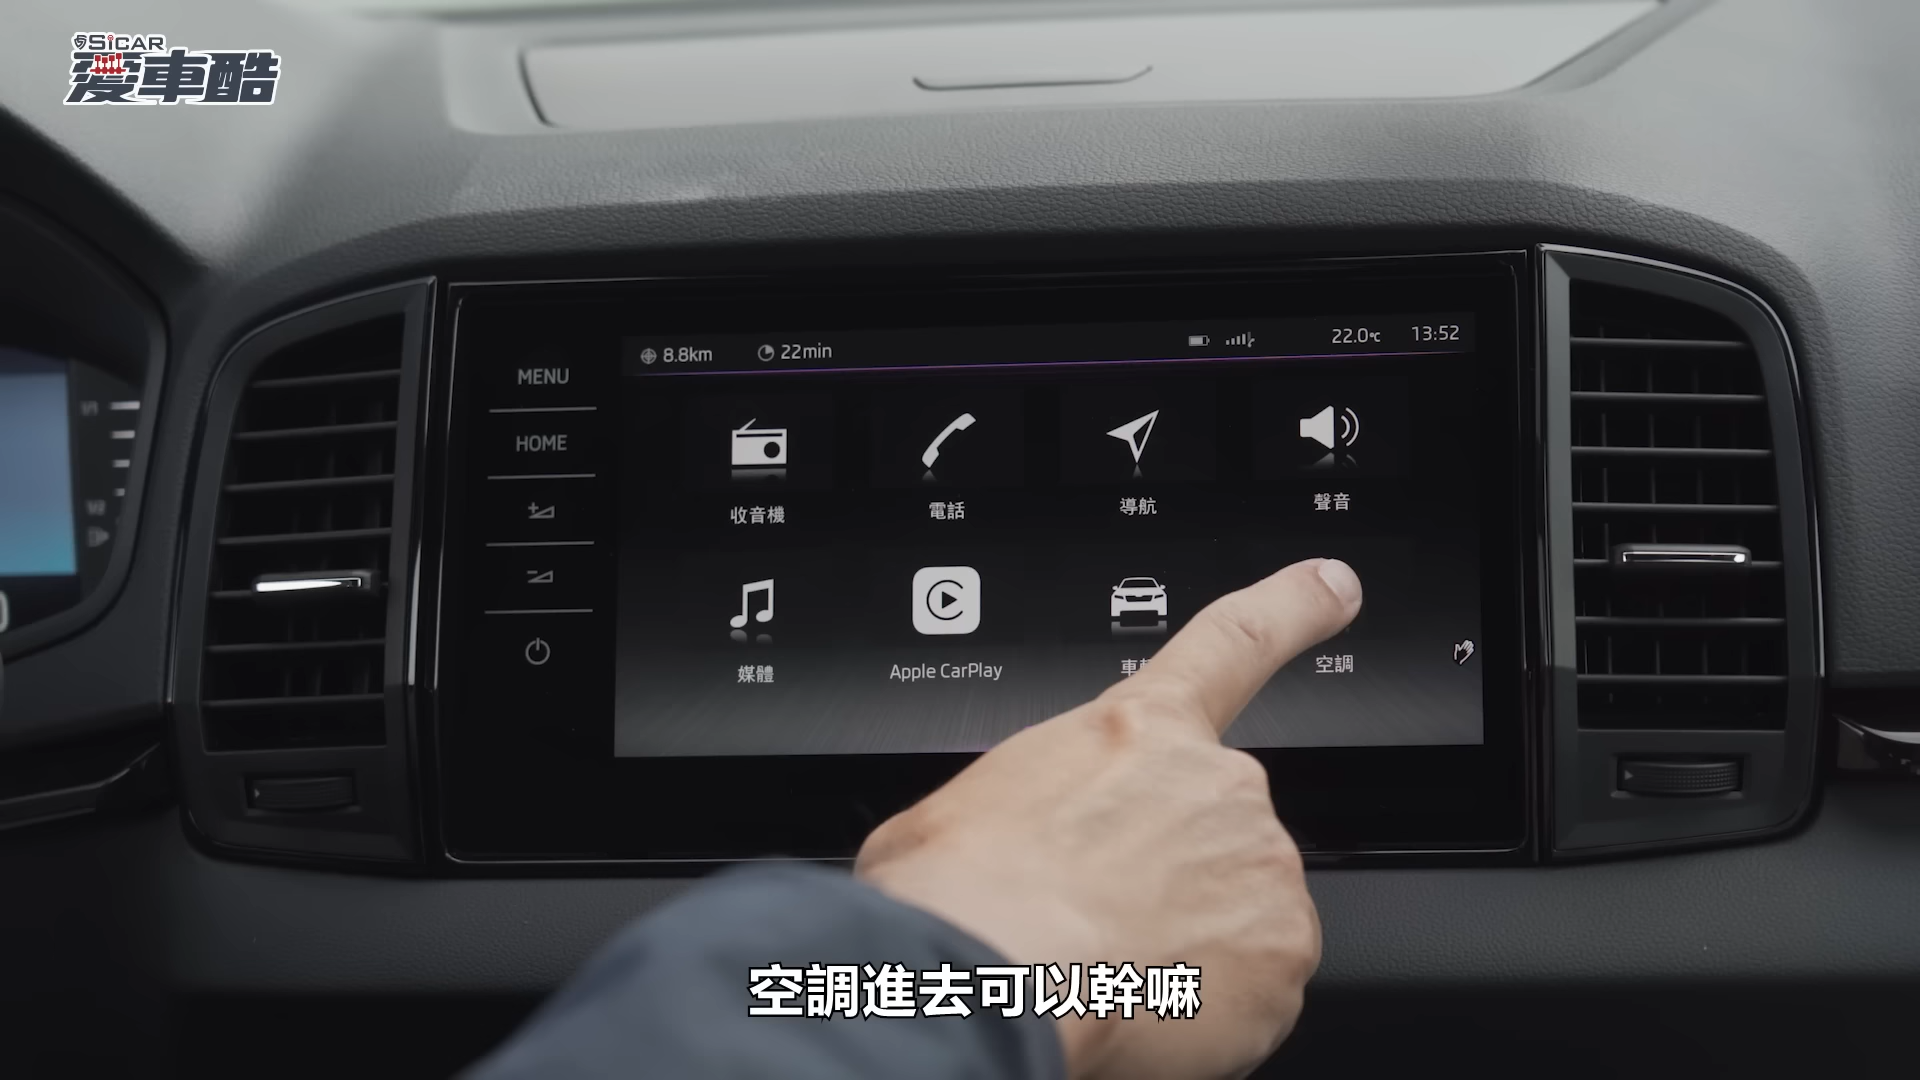 SiCAR
愛車酷
8.8km 22min 22.0℃ 13:52
MENU
HOME
收音機 電話 導航 聲音
媒體 Apple CarPlay 車 空調
空調進去可以幹嘛